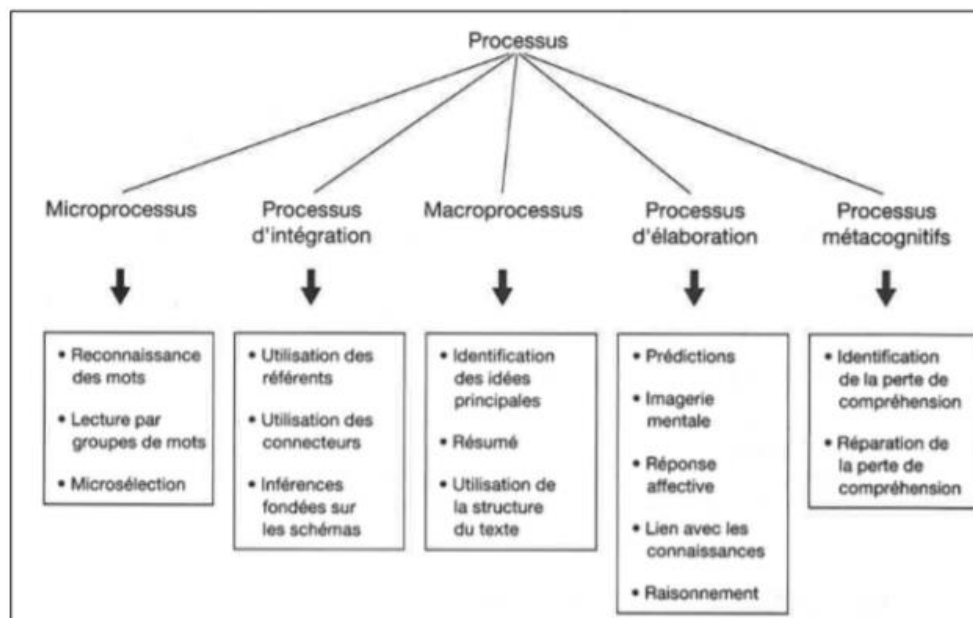 Processus
Microprocessus
Processus
d'intégration
Macroprocessus
Processus
d'élaboration
Processus
métacognitifs
• Reconnaissance
des mots
• Lecture par
groupes de mots
• Microsélection
• Utilisation des
référents
• Utilisation des
connecteurs
• Inférences
fondées sur
les schémas
• Identification
des idées
principales
• Résumé
• Utilisation de
la structure
du texte
• Prédictions
• Imagerie
mentale
• Réponse
affective
• Lien avec les
connaissances
• Raisonnement
• Identification
de la perte de
compréhension
• Réparation de
la perte de
compréhension